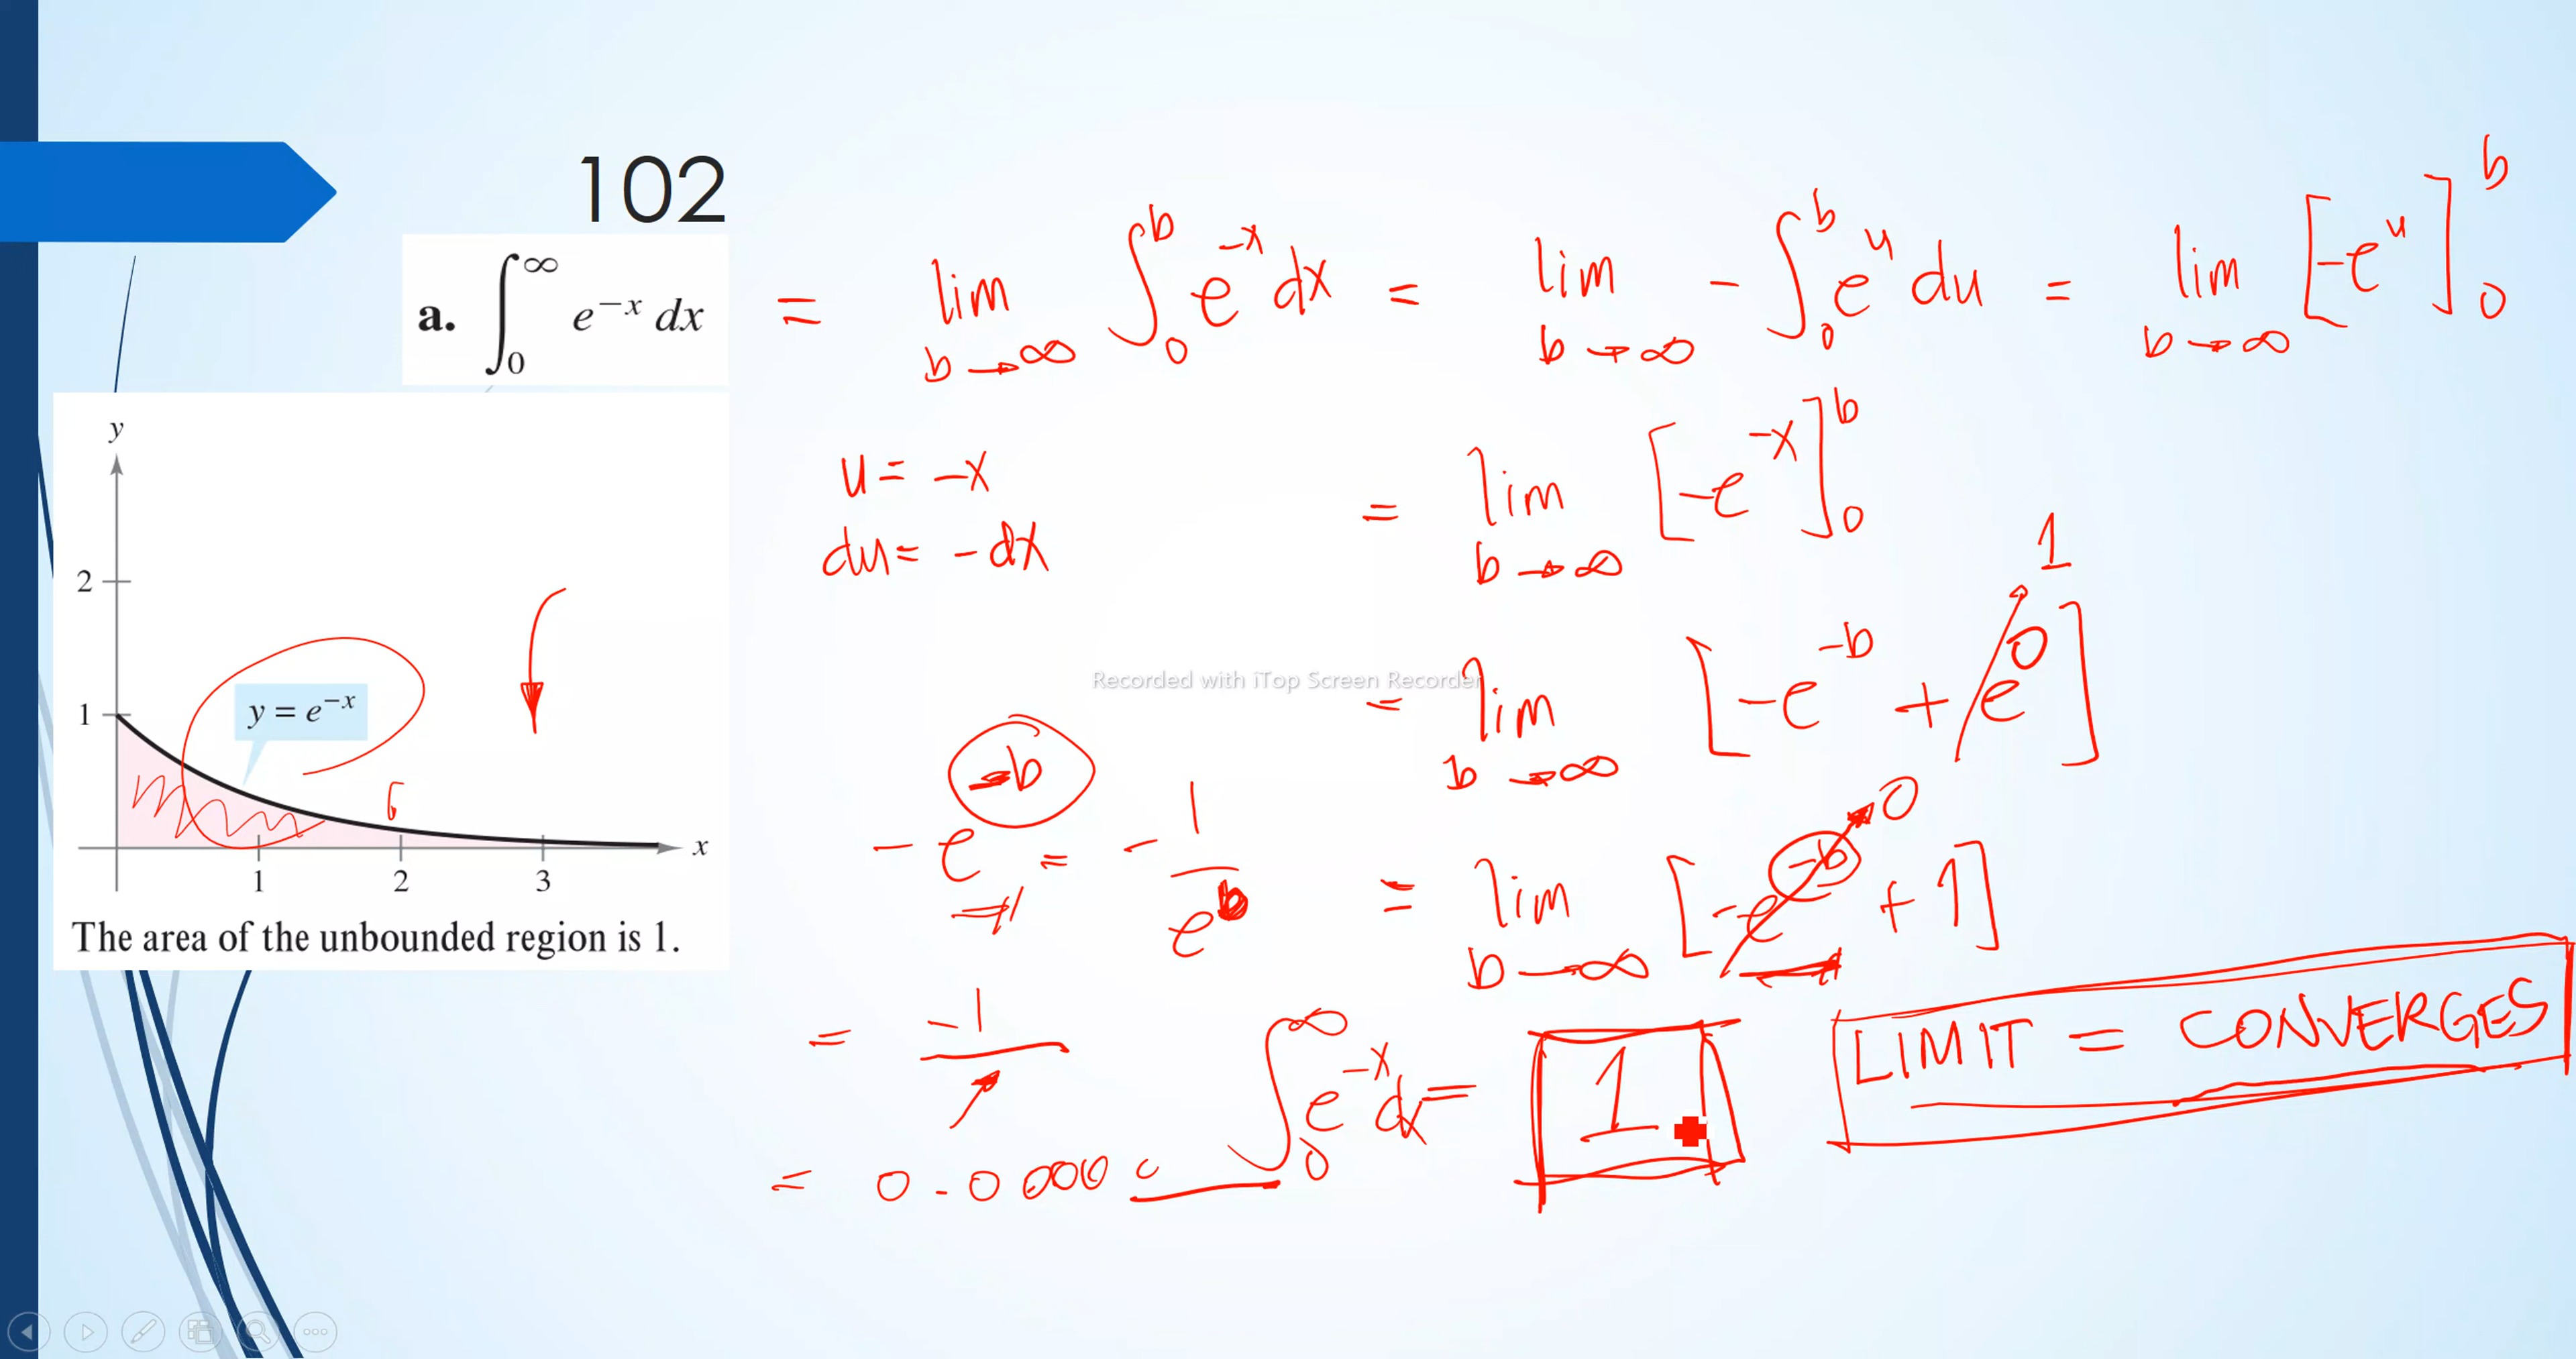 102
a. ∫₀^∞ e^{−x} dx = lim b→∞ ∫₀^b e^{−x} dx = lim b→∞ − ∫₀^b e^u du = lim b→∞ [−e^u]₀^b
u = −x
du = −dx
= lim b→∞ [−e^{−x}]₀^b
1
= lim b→∞ [−e^{−b} + e^0]
−e^{−b} = − 1/e^b
0
= lim b→∞ [−e^{−b} + 1]
= −1/
= 0.0000
∫₀^∞ e^{−x} dx = 1
LIMIT = CONVERGES
y
2
1
y = e^{−x}
x
1 2 3
The area of the unbounded region is 1.
Recorded with iTop Screen Recorder